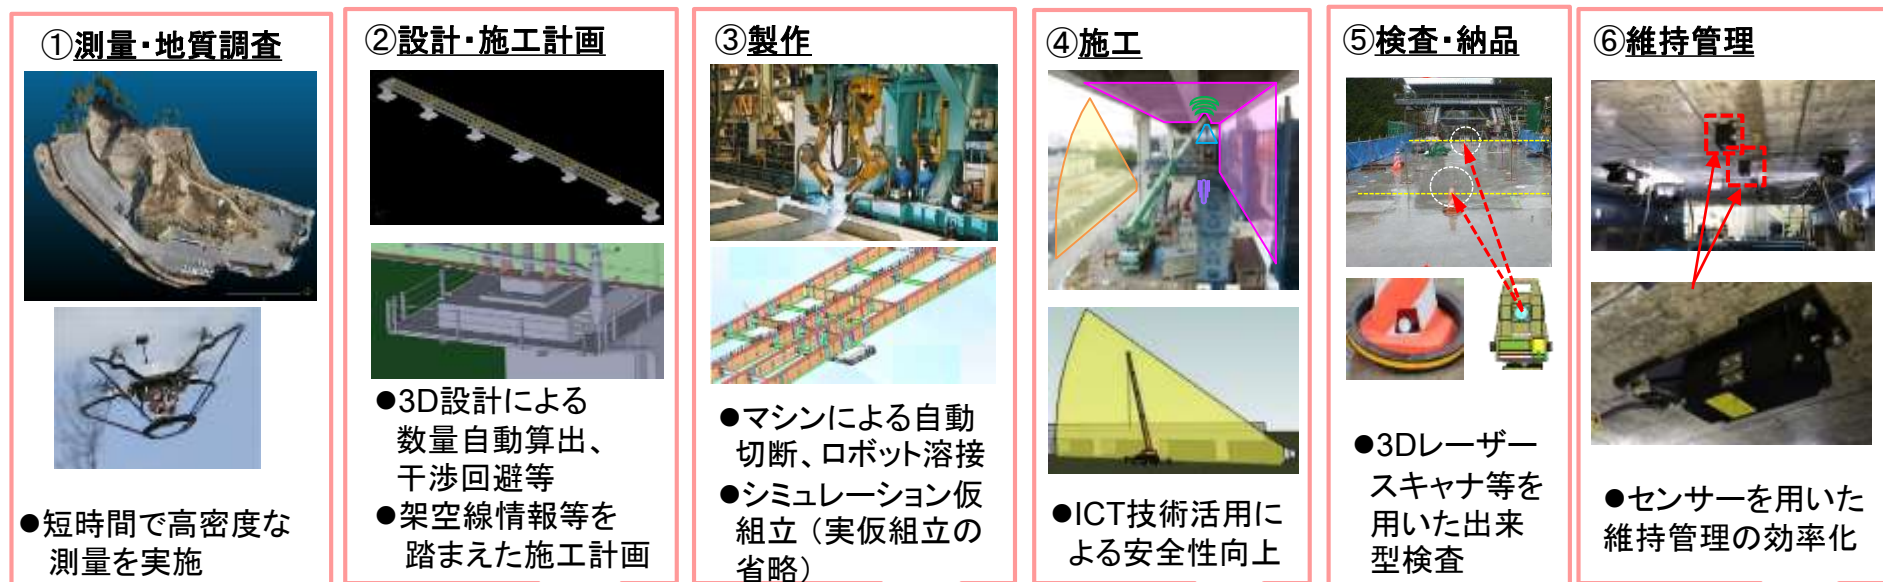 ①測量・地質調査
●短時間で高密度な
測量を実施
②設計・施工計画
●3D設計による
数量自動算出、
干渉回避等
●架空線情報等を
踏まえた施工計画
③製作
●マシンによる自動
切断、ロボット溶接
●シミュレーション仮
組立（実仮組立の
省略）
④施工
●ICT技術活用に
よる安全性向上
⑤検査・納品
●3Dレーザー
スキャナ等を
用いた出来
型検査
⑥維持管理
●センサーを用いた
維持管理の効率化